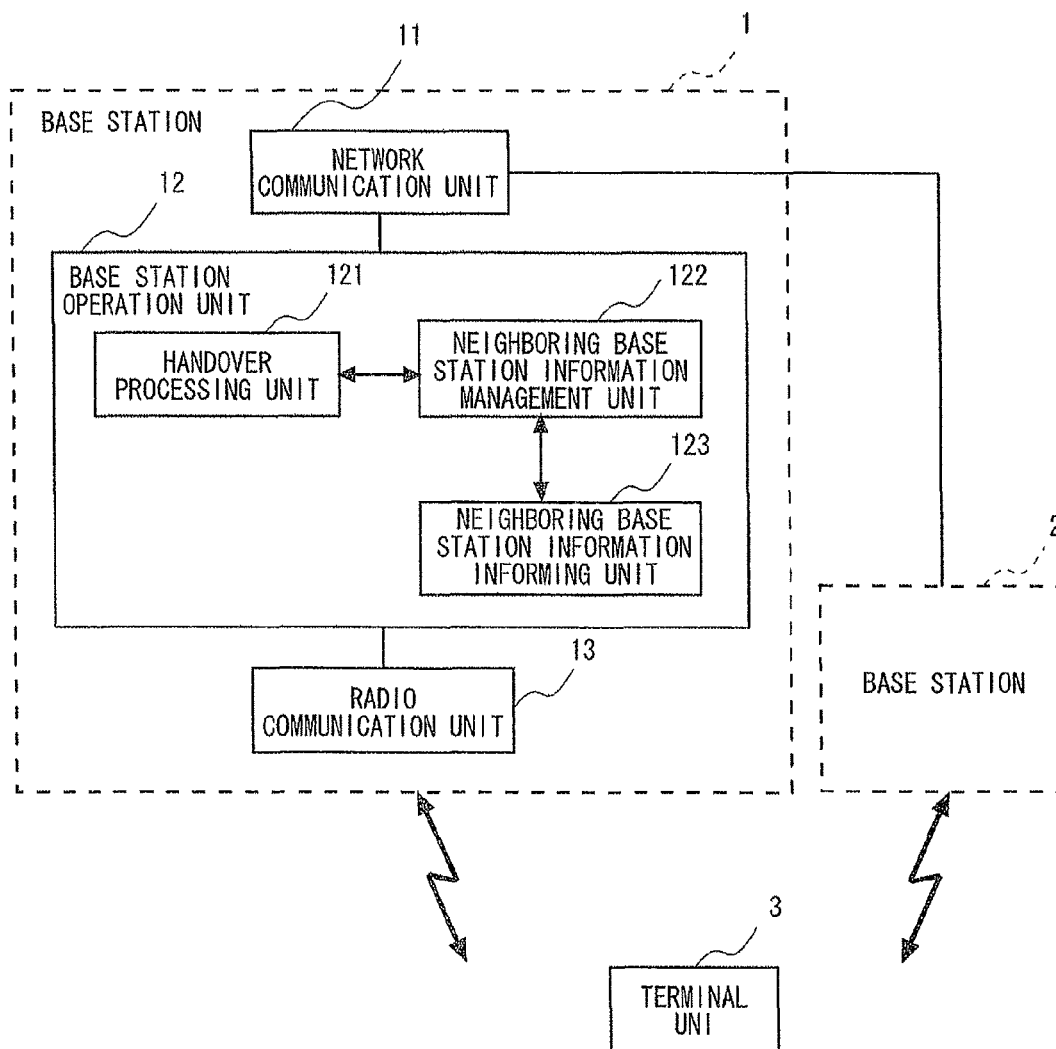 1
11
BASE STATION
NETWORK
COMMUNICATION UNIT
12
BASE STATION
OPERATION UNIT
121
122
HANDOVER
PROCESSING UNIT
NEIGHBORING BASE
STATION INFORMATION
MANAGEMENT UNIT
123
NEIGHBORING BASE
STATION INFORMATION
INFORMING UNIT
2
BASE STATION
13
RADIO
COMMUNICATION UNIT
3
TERMINAL
UNI